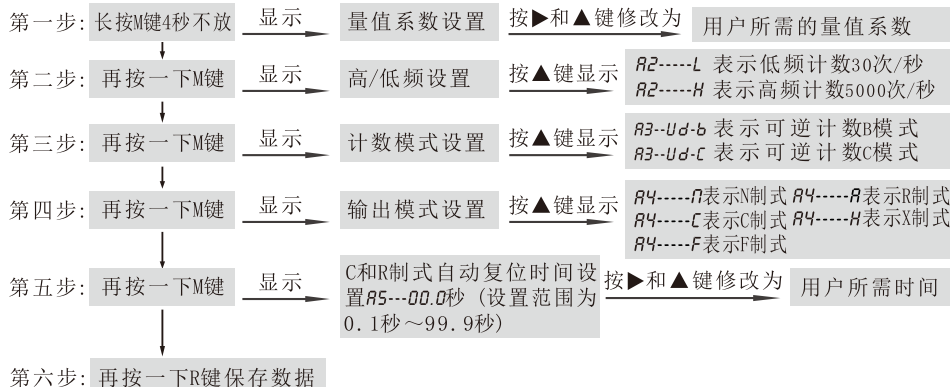 第一步: 长按M键4秒不放 显示 量值系数设置 按▶和▲键修改为 用户所需的量值系数
第二步: 再按一下M键 显示 高/低频设置 按▲键显示 A2-----L 表示低频计数30次/秒
A2-----H 表示高频计数5000次/秒
第三步: 再按一下M键 显示 计数模式设置 按▲键显示 A3--Ud-b 表示可逆计数B模式
A3--Ud-C 表示可逆计数C模式
第四步: 再按一下M键 显示 输出模式设置 按▲键显示 A4-----n表示N制式 A4-----A表示R制式
A4-----C表示C制式 A4-----H表示X制式
A4-----F表示F制式
第五步: 再按一下M键 显示 C和R制式自动复位时间设
置A5---00.0秒 (设置范围为
0.1秒～99.9秒) 按▶和▲键修改为 用户所需时间
第六步: 再按一下R键保存数据